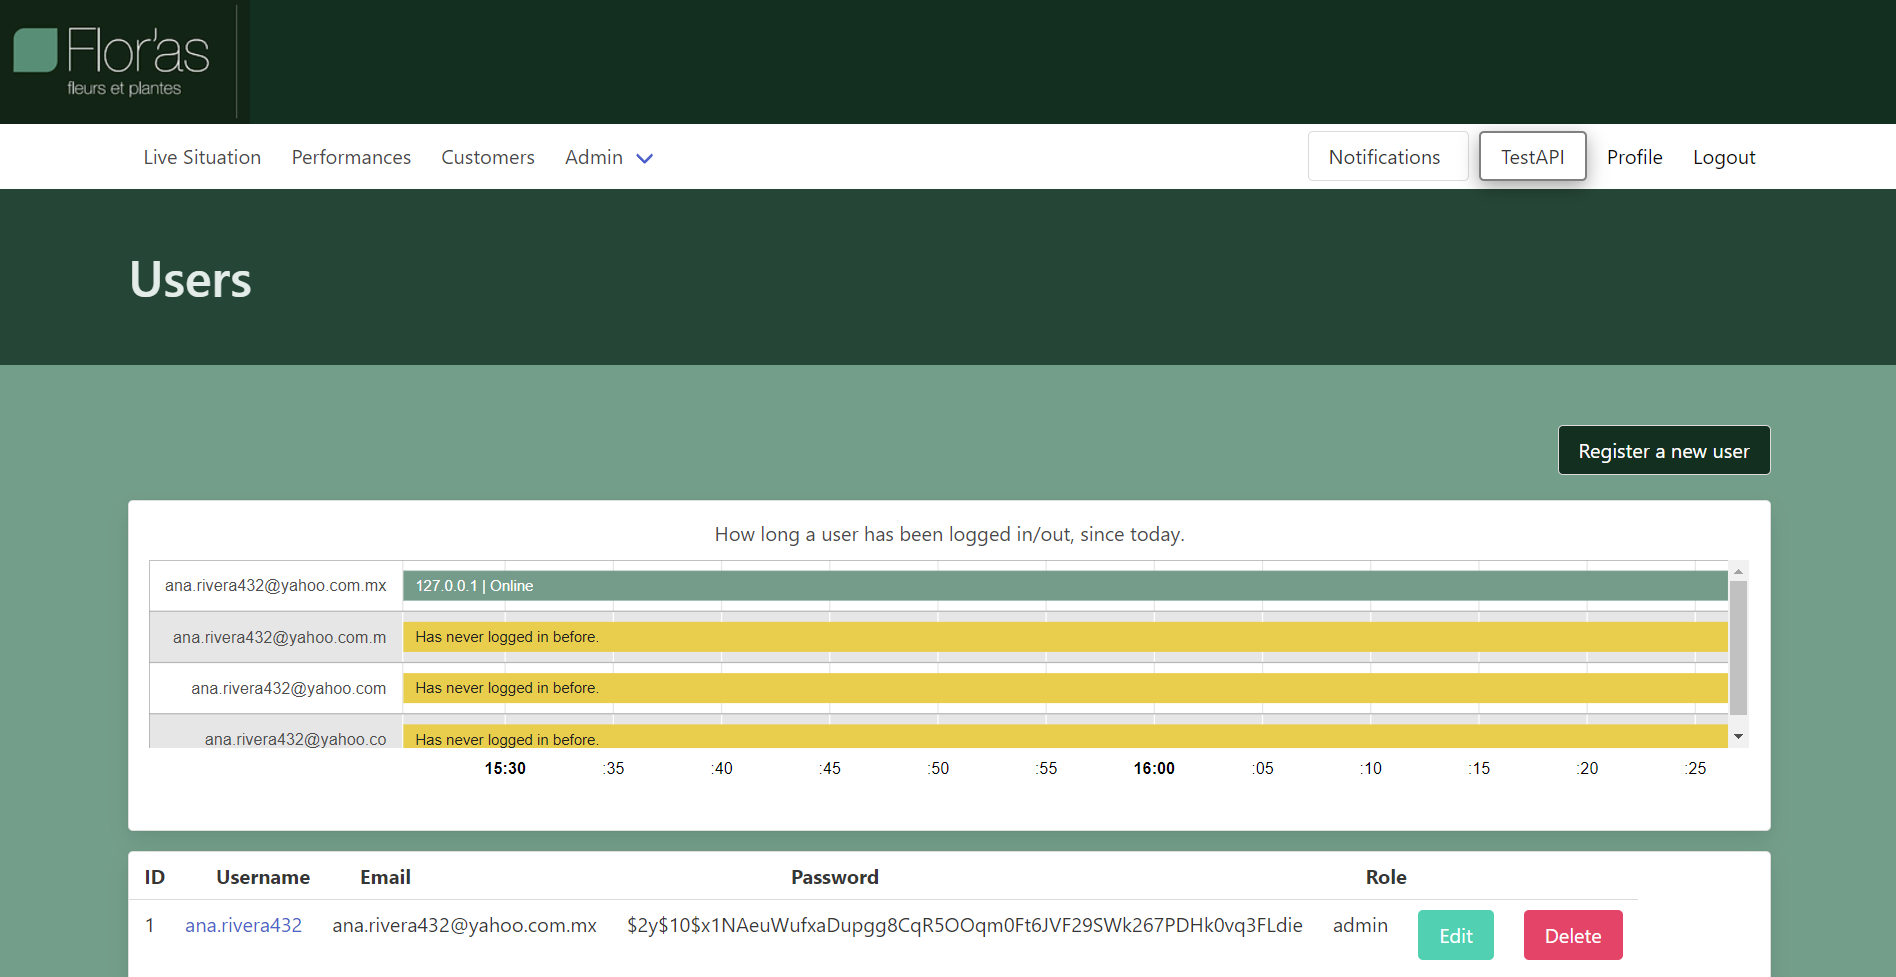 Flor'as
fleurs et plantes
Live Situation Performances Customers Admin Notifications TestAPI Profile Logout
Users
Register a new user
How long a user has been logged in/out, since today.
ana.rivera432@yahoo.com.mx 127.0.0.1 | Online
ana.rivera432@yahoo.com.m Has never logged in before.
ana.rivera432@yahoo.com Has never logged in before.
ana.rivera432@yahoo.co Has never logged in before.
15:30 :35 :40 :45 :50 :55 16:00 :05 :10 :15 :20 :25
ID Username Email Password Role
1 ana.rivera432 ana.rivera432@yahoo.com.mx $2y$10$x1NAeuWufxaDupgg8CqR5OOqm0Ft6JVF29SWk267PDHk0vq3FLdie admin Edit Delete